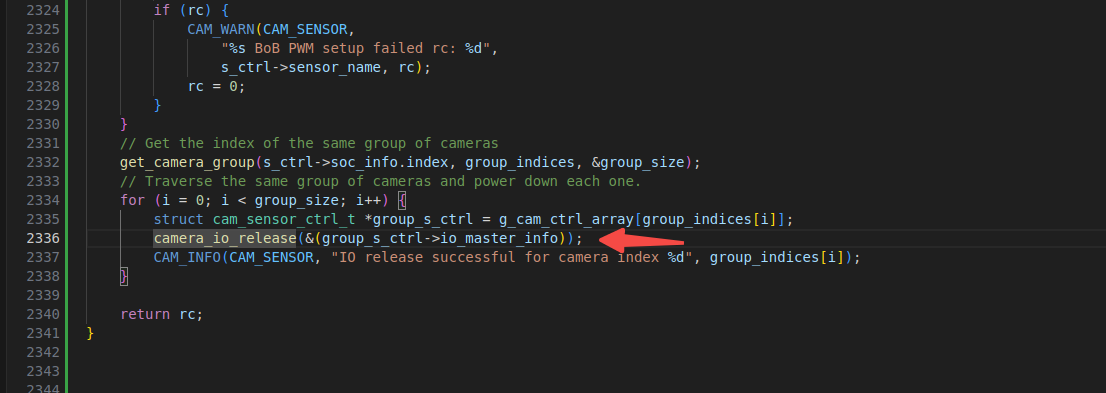 2324 if (rc) {
2325 CAM_WARN(CAM_SENSOR,
2326 "%s BoB PWM setup failed rc: %d",
2327 s_ctrl->sensor_name, rc);
2328 rc = 0;
2329 }
2330 }
2331 // Get the index of the same group of cameras
2332 get_camera_group(s_ctrl->soc_info.index, group_indices, &group_size);
2333 // Traverse the same group of cameras and power down each one.
2334 for (i = 0; i < group_size; i++) {
2335 struct cam_sensor_ctrl_t *group_s_ctrl = g_cam_ctrl_array[group_indices[i]];
2336 camera_io_release(&(group_s_ctrl->io_master_info));
2337 CAM_INFO(CAM_SENSOR, "IO release successful for camera index %d", group_indices[i]);
2338 }
2339
2340 return rc;
2341 }
2342
2343
2344